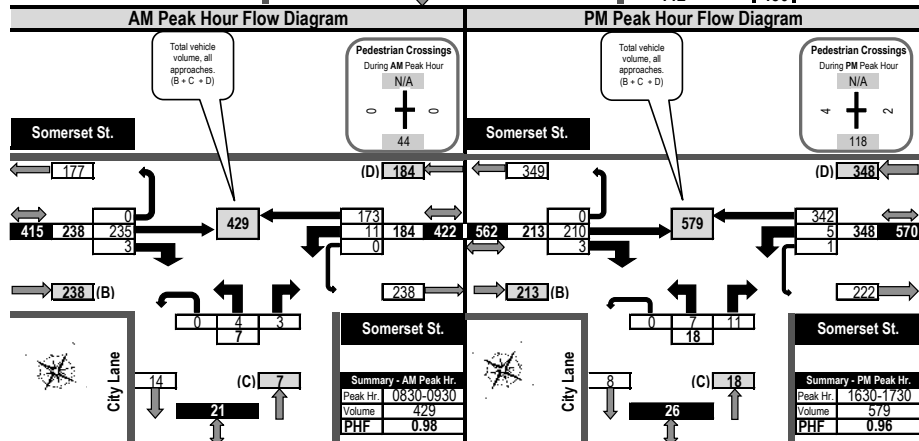 AM Peak Hour Flow Diagram
Total vehicle
volume, all
approaches.
(B + C + D)
Pedestrian Crossings
During AM Peak Hour
N/A
0 0
44
Somerset St.
177
(D) 184
0
415 238 235
3
429
173
11 184 422
0
238 (B)
238
0 4 3
7
Somerset St.
City Lane
14
(C) 7
21
Summary - AM Peak Hr.
Peak Hr. 0830-0930
Volume 429
PHF 0.98
PM Peak Hour Flow Diagram
Total vehicle
volume, all
approaches.
(B + C + D)
Pedestrian Crossings
During PM Peak Hour
N/A
4 2
118
Somerset St.
349
(D) 348
0
562 213 210
3
579
342
5 348 570
1
213 (B)
222
0 7 11
18
Somerset St.
City Lane
8
(C) 18
26
Summary - PM Peak Hr.
Peak Hr. 1630-1730
Volume 579
PHF 0.96